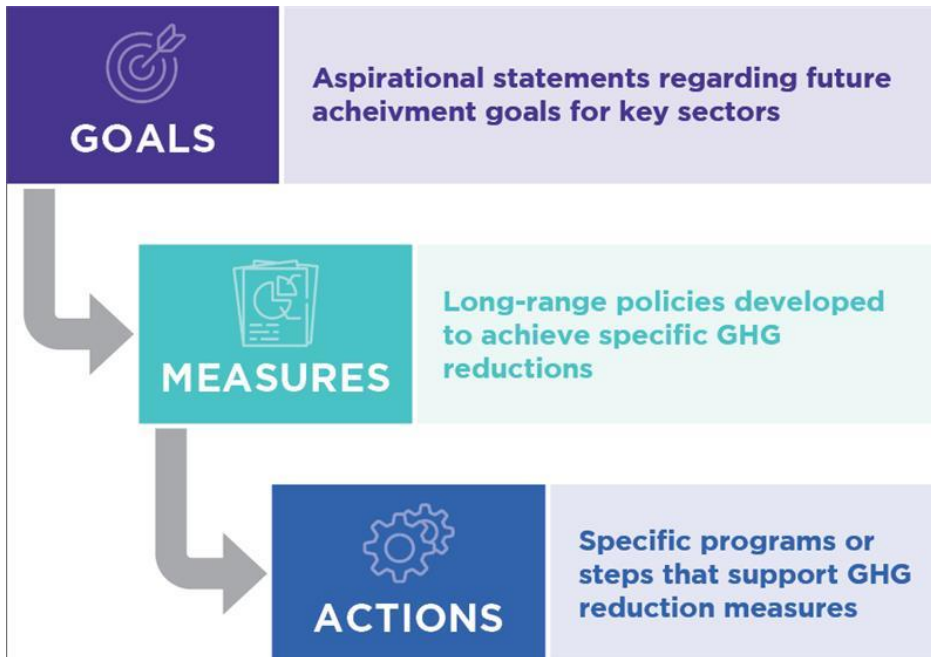 GOALS
Aspirational statements regarding future
acheivment goals for key sectors
MEASURES
Long-range policies developed
to achieve specific GHG
reductions
ACTIONS
Specific programs or
steps that support GHG
reduction measures